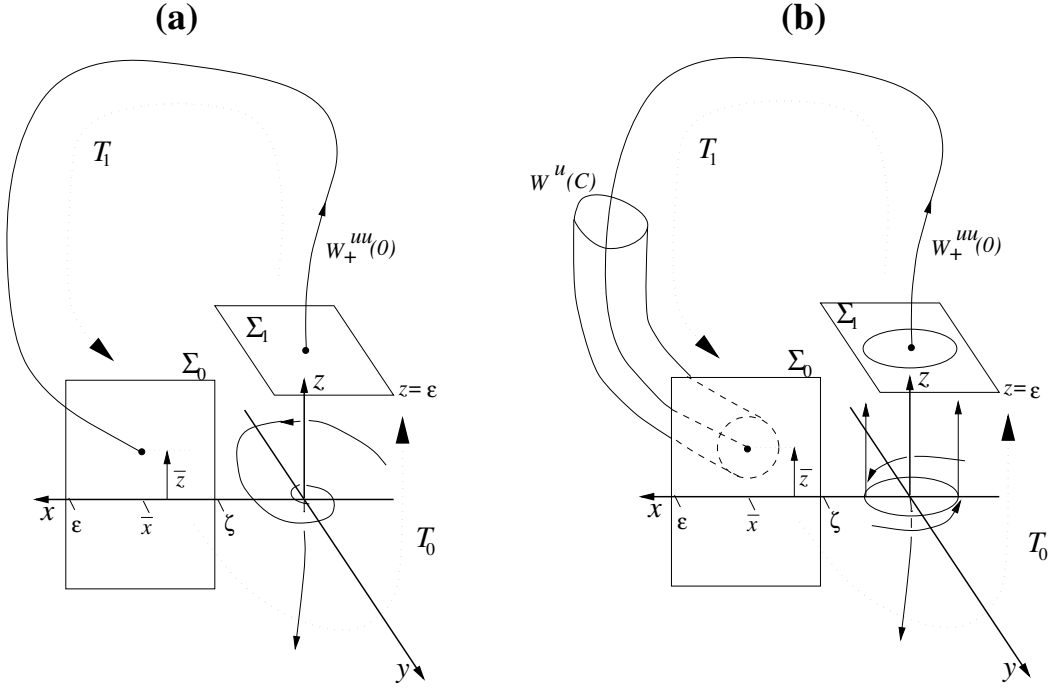 (a)
T₁
W₊ᵘᵘ(0)
Σ₁
Σ₀
z
z= ε
z̅
x
ε
x̅
ζ
T₀
y
(b)
T₁
Wᵘ(C)
W₊ᵘᵘ(0)
Σ₁
Σ₀
z
z= ε
z̅
x
ε
x̅
ζ
T₀
y